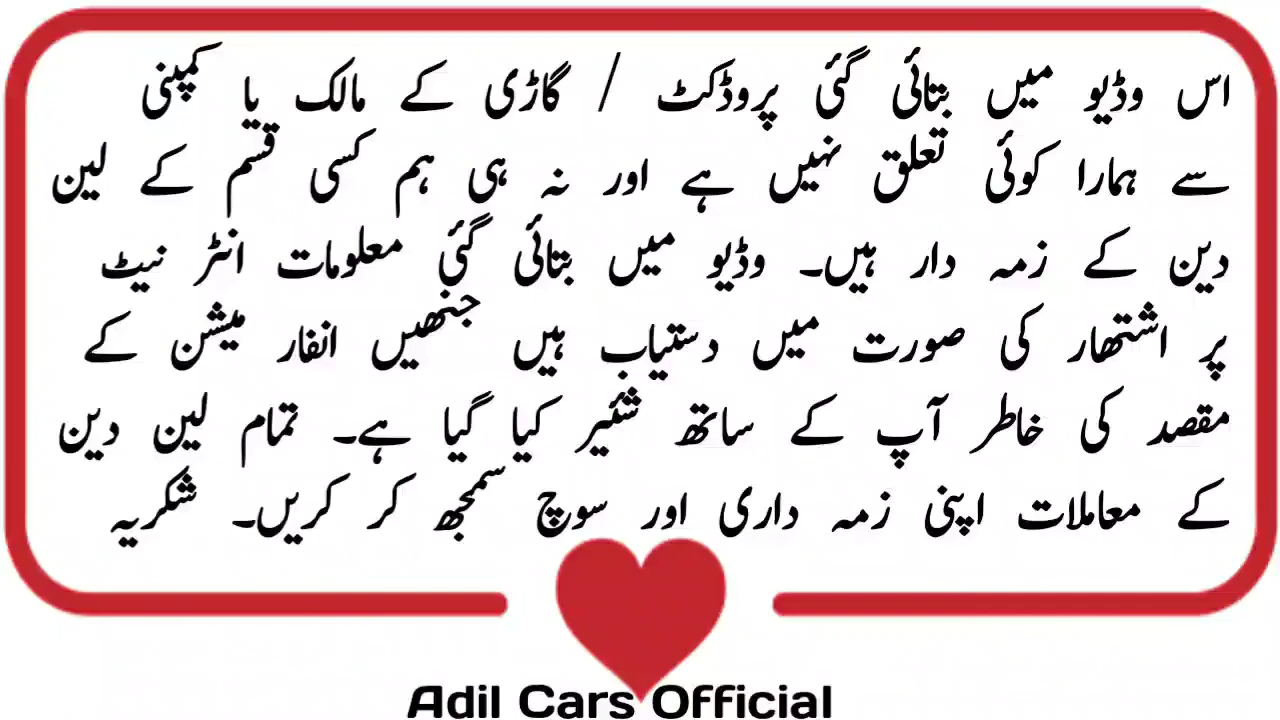 اس وڈیو میں بتائی گئی پروڈکٹ / گاڑی کے مالک یا کمپنی
سے ہمارا کوئی تعلق نہیں ہے اور نہ ہی ہم کسی قسم کے لین
دین کے زمہ دار ہیں۔ وڈیو میں بتائی گئی معلومات انٹر نیٹ
پر اشتھار کی صورت میں دستیاب ہیں جنھیں انفار میشن کے
مقصد کی خاطر آپ کے ساتھ شئیر کیا گیا ہے۔ تمام لین دین
کے معاملات اپنی زمہ داری اور سوچ سمجھ کر کریں۔ شکریہ
Adil Cars Official